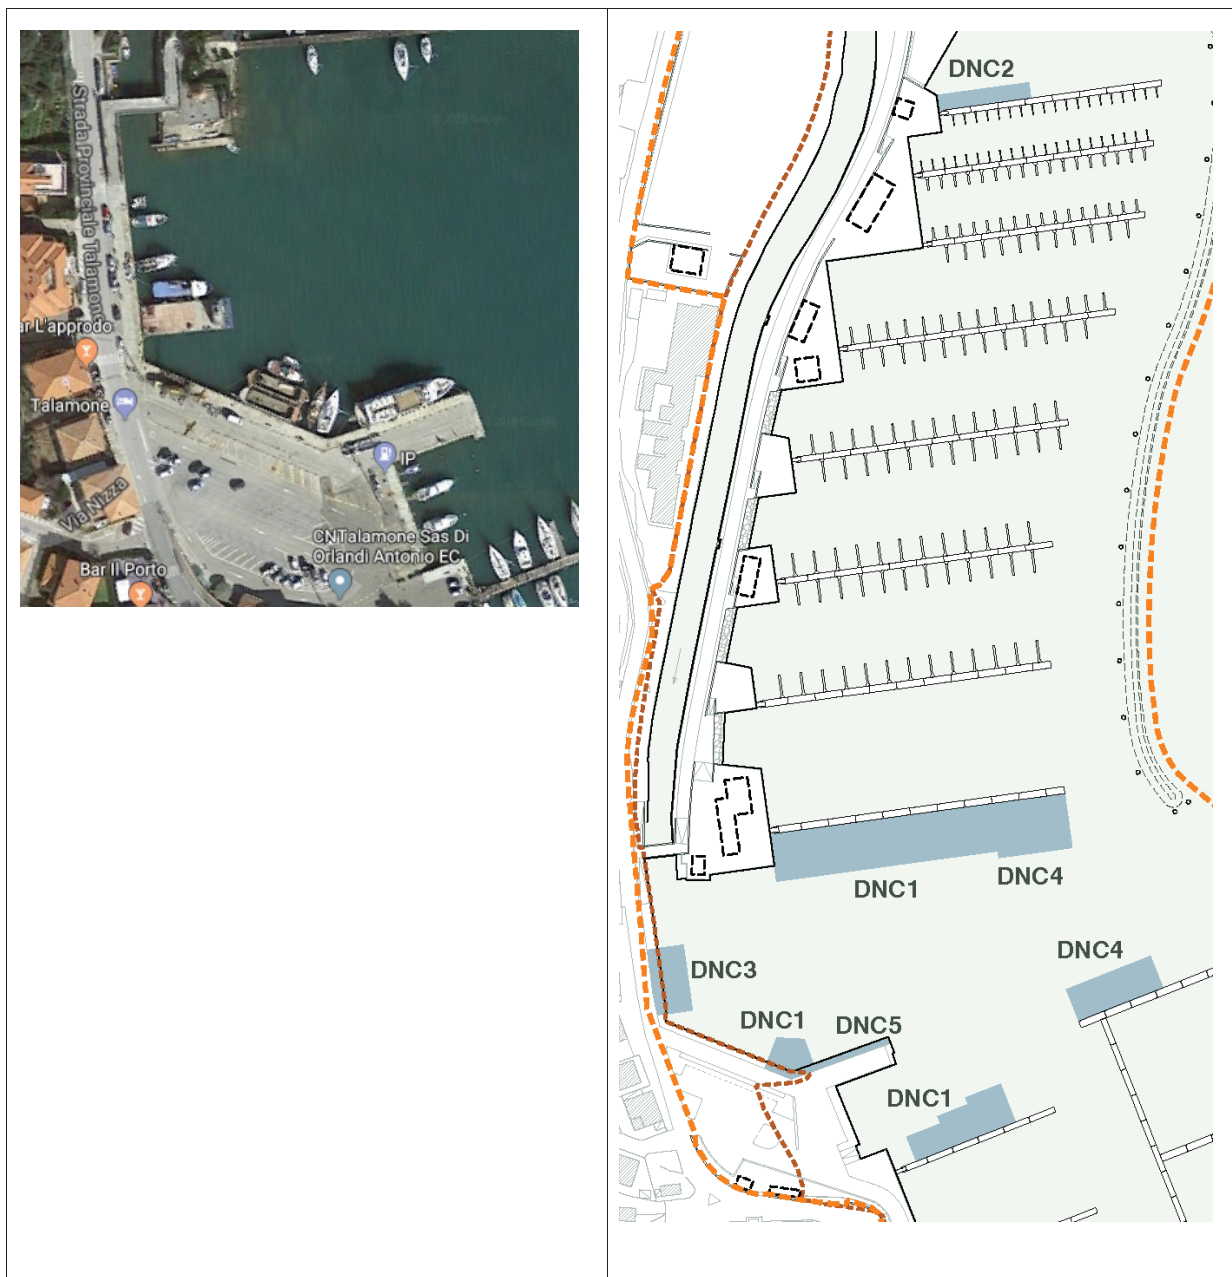 Strada Provinciale Talamone
ar L'approdo
Talamone
Via Nizza
IP
CNTalamone Sas Di
Orlandi Antonio EC.
Bar Il Porto
DNC2
DNC1
DNC4
DNC3
DNC4
DNC1
DNC5
DNC1